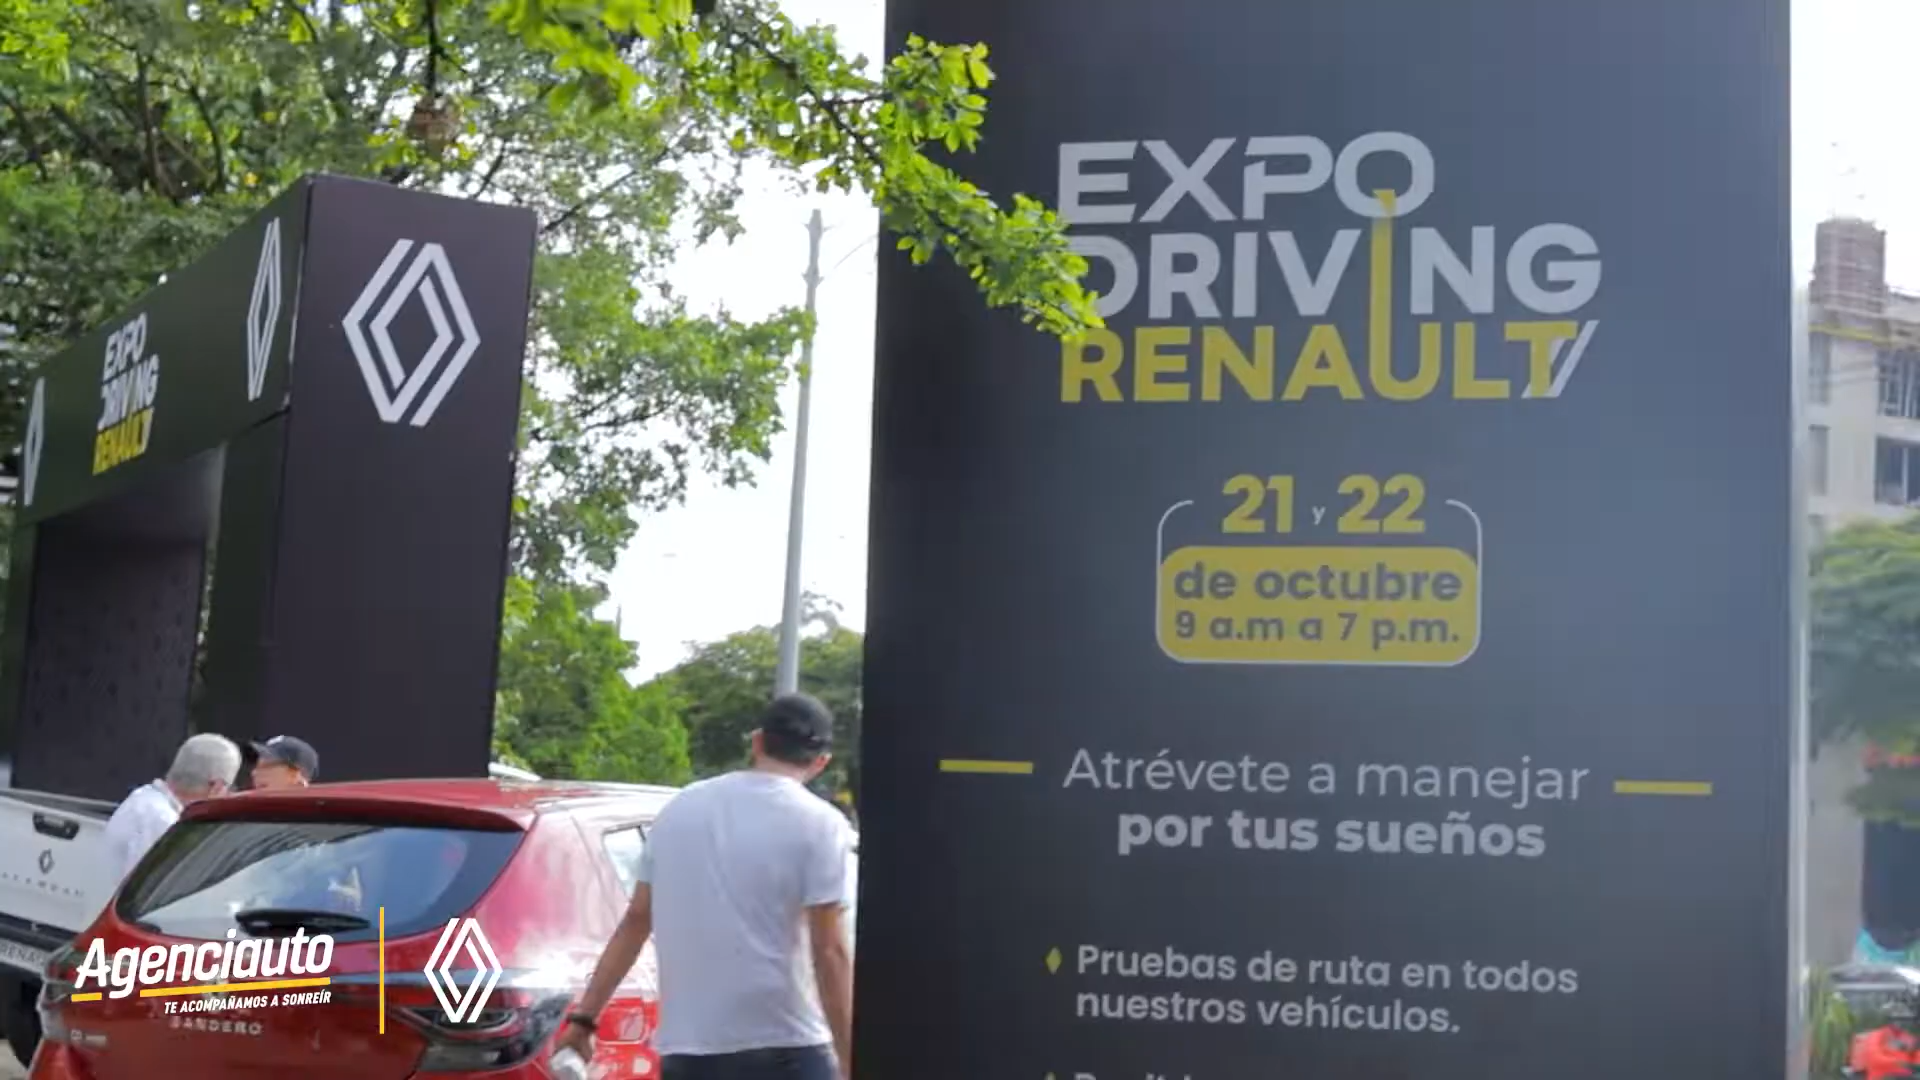 EXPO
DRIVING
RENAULT
EXPO
DRIVING
RENAULT
21 y 22
de octubre
9 a.m a 7 p.m.
Atrévete a manejar
por tus sueños
Pruebas de ruta en todos
nuestros vehículos.
Agenciauto
TE ACOMPAÑAMOS A SONREÍR
SANDERO